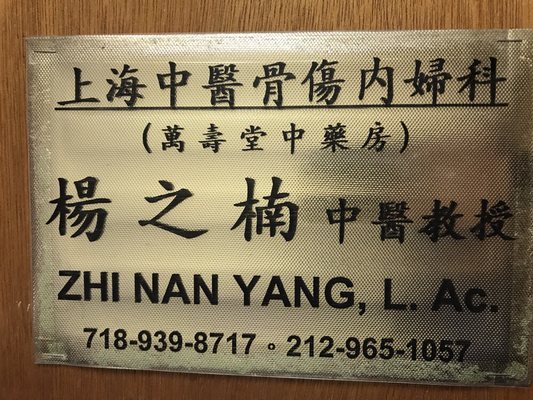 上海中醫骨傷内婦科
(萬壽堂中藥房)
楊之楠 中醫教授
ZHI NAN YANG, L. Ac.
718-939-8717。212-965-1057